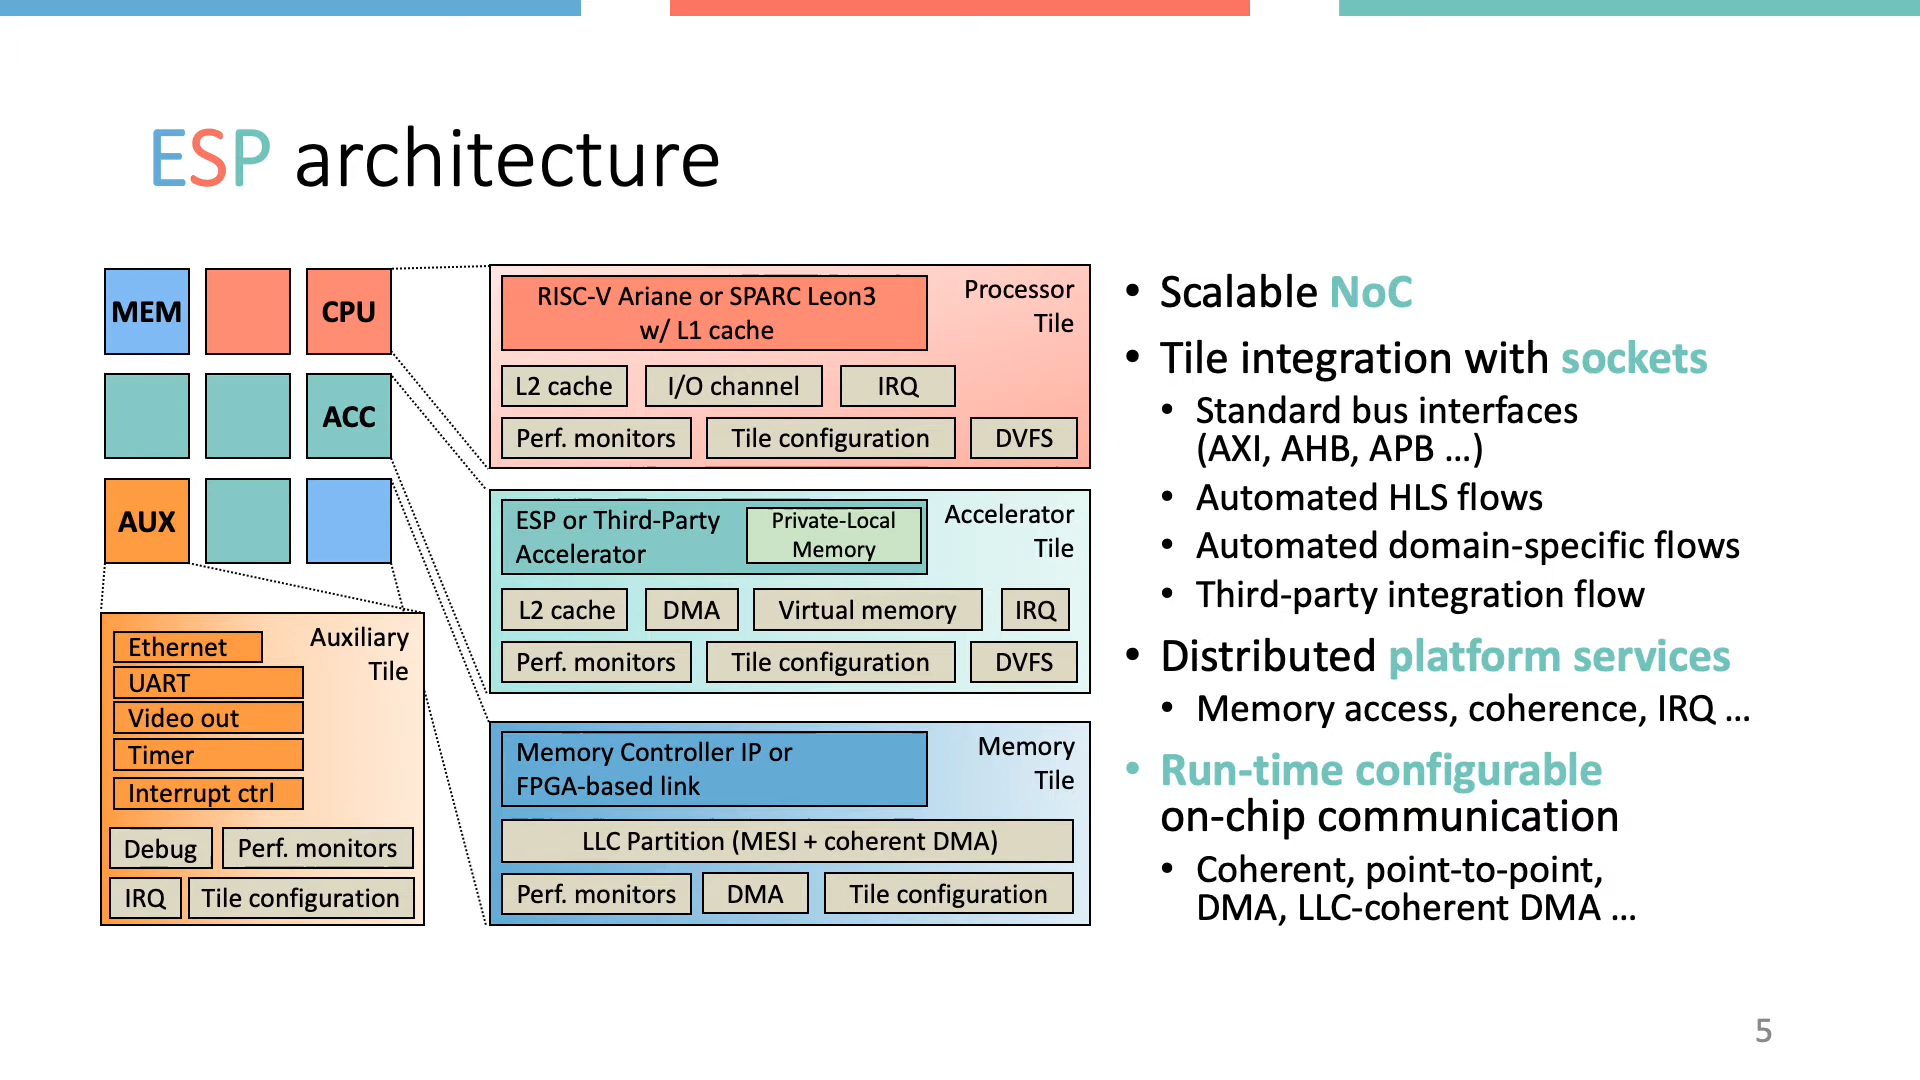 ESP architecture
MEM
CPU
ACC
AUX
RISC-V Ariane or SPARC Leon3
w/ L1 cache
Processor
Tile
L2 cache
I/O channel
IRQ
Perf. monitors
Tile configuration
DVFS
ESP or Third-Party
Accelerator
Private-Local
Memory
Accelerator
Tile
L2 cache
DMA
Virtual memory
IRQ
Perf. monitors
Tile configuration
DVFS
Auxiliary
Tile
Ethernet
UART
Video out
Timer
Interrupt ctrl
Debug
Perf. monitors
IRQ
Tile configuration
Memory Controller IP or
FPGA-based link
Memory
Tile
LLC Partition (MESI + coherent DMA)
Perf. monitors
DMA
Tile configuration
• Scalable NoC
• Tile integration with sockets
• Standard bus interfaces
(AXI, AHB, APB …)
• Automated HLS flows
• Automated domain-specific flows
• Third-party integration flow
• Distributed platform services
• Memory access, coherence, IRQ …
• Run-time configurable
on-chip communication
• Coherent, point-to-point,
DMA, LLC-coherent DMA …
5